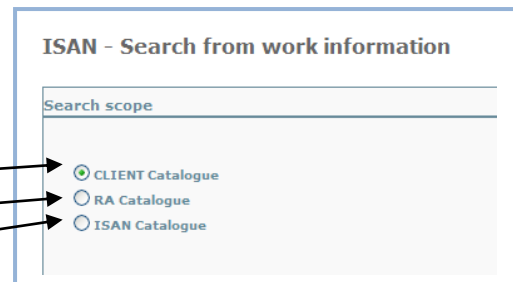 ISAN - Search from work information
Search scope
CLIENT Catalogue
RA Catalogue
ISAN Catalogue